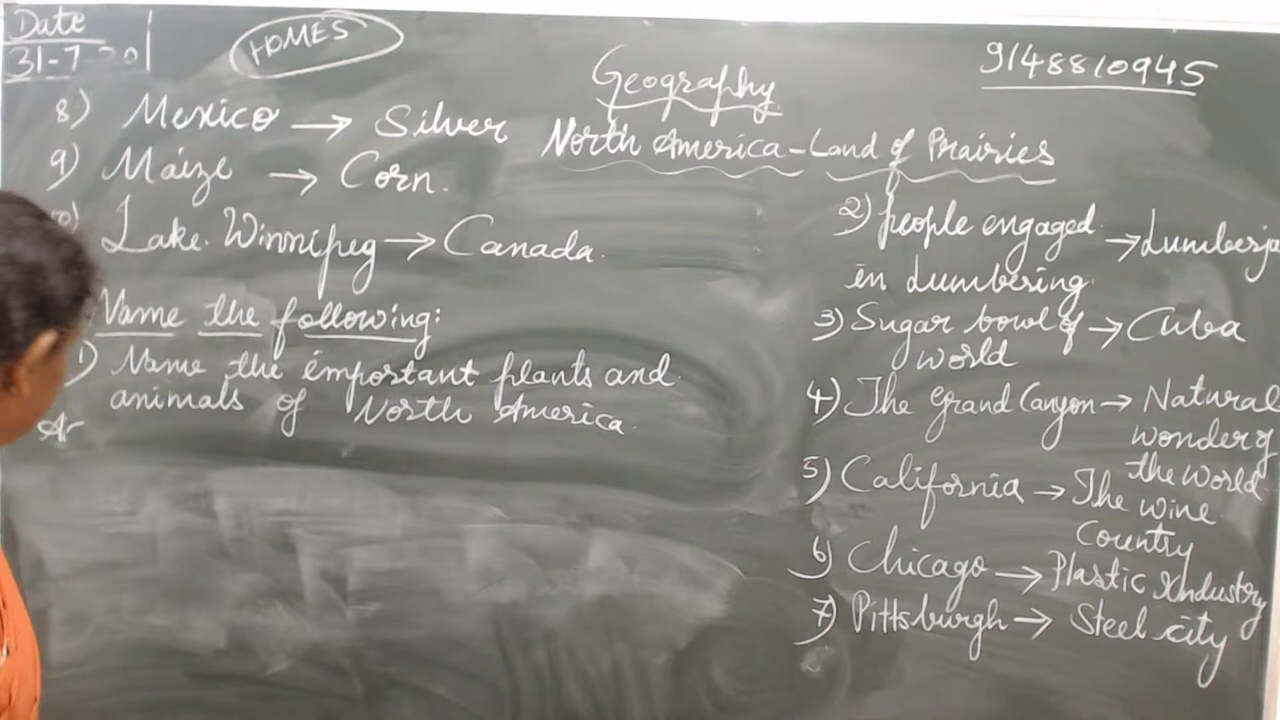 Date
31-7-20
HOMES
Geography
9148810945
North America - Land of Prairies
8) Mexico → Silver
9) Maize → Corn.
Lake Winnipeg → Canada.
Name the following:
1) Name the important plants and
animals of North America.
2) people engaged → Lumberja
in Lumbering.
3) Sugar bowl of → Cuba
world
4) The Grand Canyon → Natural
wonder of
the World
5) California → The wine
Country
6) Chicago → Plastic Industry
7) Pittsburgh → Steel city